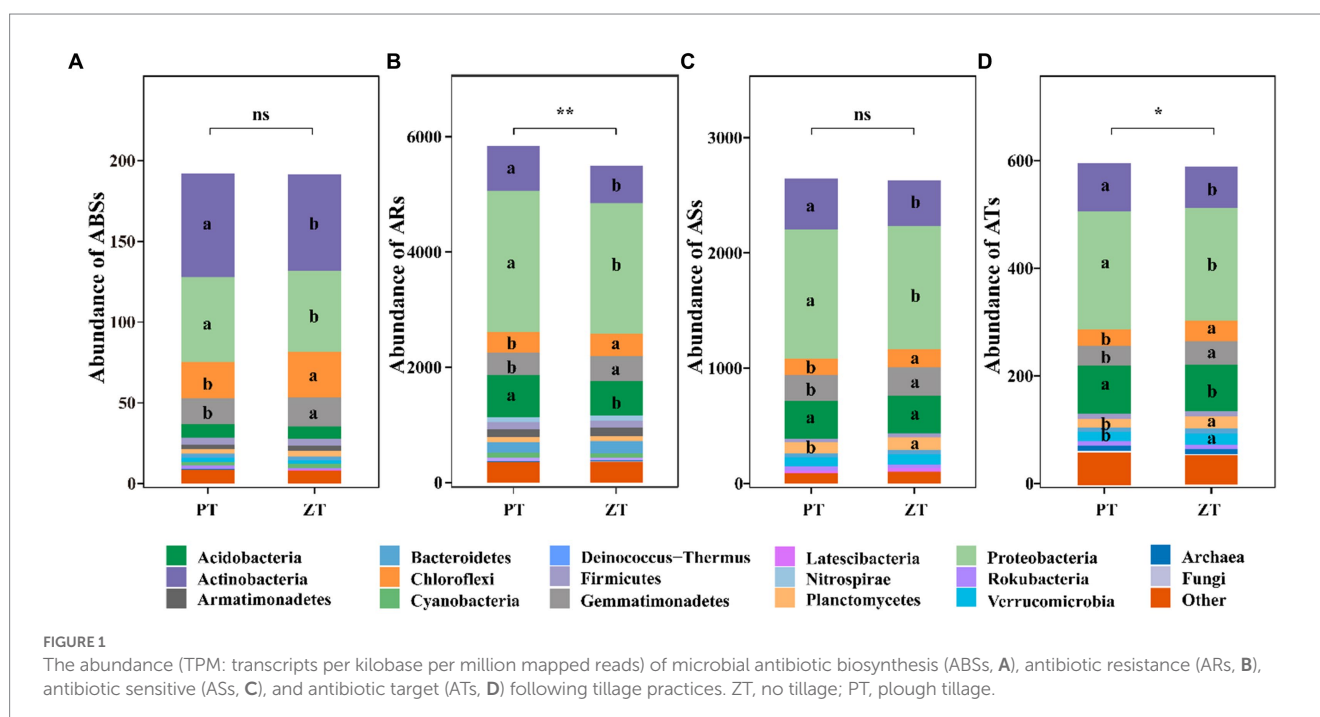 A
B
C
D
ns
**
ns
*
Abundance of ABSs
200
150
100
50
0
a
b
a
b
b
a
b
a
PT
ZT
Abundance of ARs
6000
4000
2000
0
a
b
a
b
b
a
b
a
a
b
PT
ZT
Abundance of ASs
3000
2000
1000
0
a
b
a
b
b
a
b
a
a
a
b
a
PT
ZT
Abundance of ATs
600
400
200
0
a
b
a
b
b
a
b
a
a
b
b
a
b
a
PT
ZT
Acidobacteria
Actinobacteria
Armatimonadetes
Bacteroidetes
Chloroflexi
Cyanobacteria
Deinococcus−Thermus
Firmicutes
Gemmatimonadetes
Latescibacteria
Nitrospirae
Planctomycetes
Proteobacteria
Rokubacteria
Verrucomicrobia
Archaea
Fungi
Other
FIGURE 1
The abundance (TPM: transcripts per kilobase per million mapped reads) of microbial antibiotic biosynthesis (ABSs, A), antibiotic resistance (ARs, B),
antibiotic sensitive (ASs, C), and antibiotic target (ATs, D) following tillage practices. ZT, no tillage; PT, plough tillage.